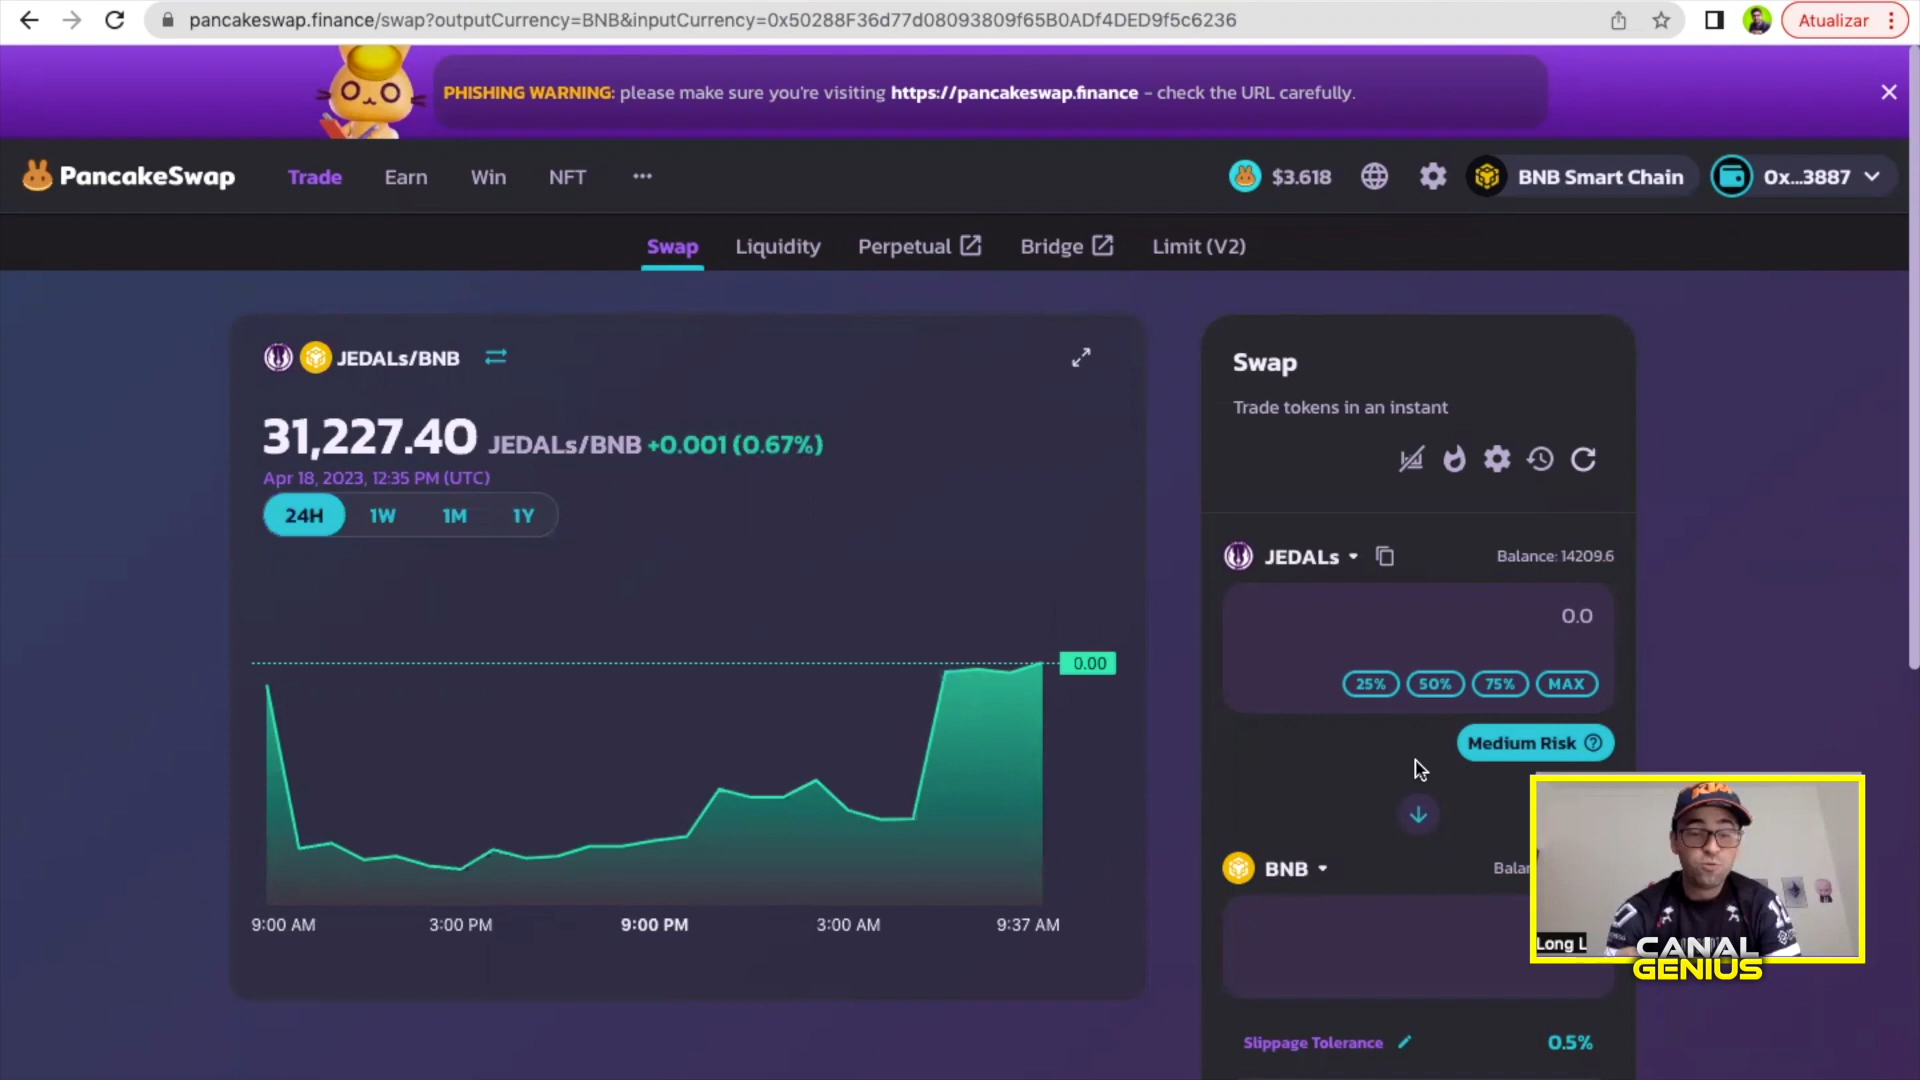 pancakeswap.finance/swap?outputCurrency=BNB&inputCurrency=0x50288F36d77d08093809f65B0ADf4DED9f5c6236
Atualizar
PHISHING WARNING: please make sure you're visiting https://pancakeswap.finance - check the URL carefully.
PancakeSwap
Trade
Earn
Win
NFT
$3.618
BNB Smart Chain
0x...3887
Swap
Liquidity
Perpetual
Bridge
Limit (V2)
JEDALs/BNB
31,227.40 JEDALs/BNB +0.001 (0.67%)
Apr 18, 2023, 12:35 PM (UTC)
24H
1W
1M
1Y
0.00
9:00 AM
3:00 PM
9:00 PM
3:00 AM
9:37 AM
Swap
Trade tokens in an instant
JEDALs
Balance: 14209.6
0.0
25%
50%
75%
MAX
Medium Risk
BNB
Balan
Slippage Tolerance
0.5%
KTM
Long L
CANAL
GENIUS